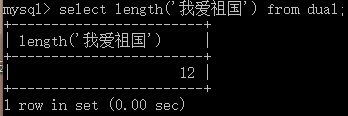 mysql> select length('我爱祖国') from dual;
+------------------------+
| length('我爱祖国')     |
+------------------------+
|                     12 |
+------------------------+
1 row in set (0.00 sec)